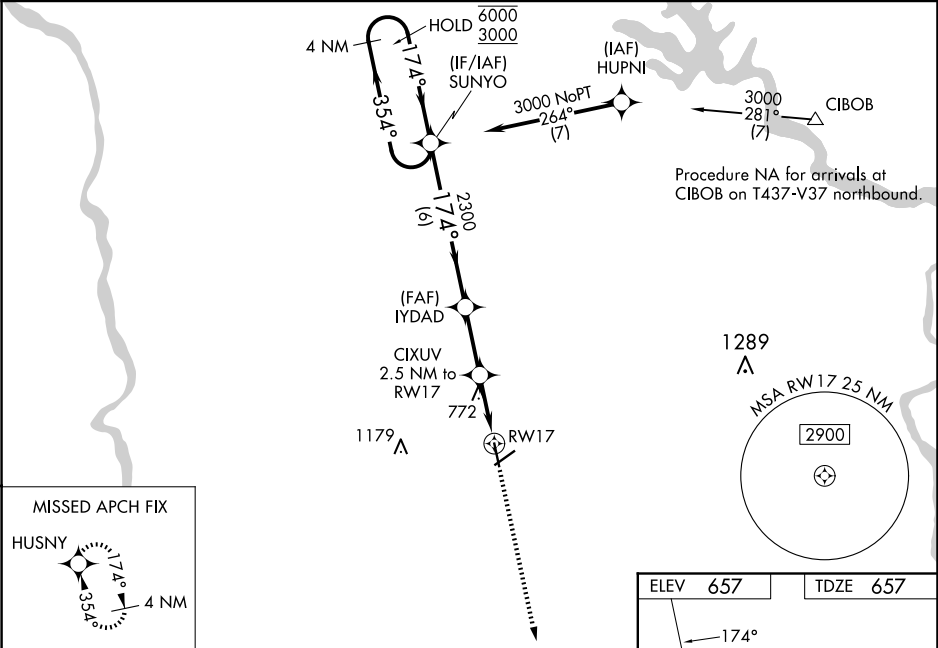 HOLD 6000
3000
4 NM
174°
354°
(IF/IAF)
SUNYO
(IAF)
HUPNI
3000 NoPT
264°
(7)
3000
281°
(7)
CIBOB
Procedure NA for arrivals at
CIBOB on T437-V37 northbound.
2300
174°
(6)
(FAF)
IYDAD
CIXUV
2.5 NM to
RW17
772
1179
RW17
1289
MSA RW17 25 NM
2900
MISSED APCH FIX
HUSNY
174°
354°
4 NM
ELEV 657
TDZE 657
174°